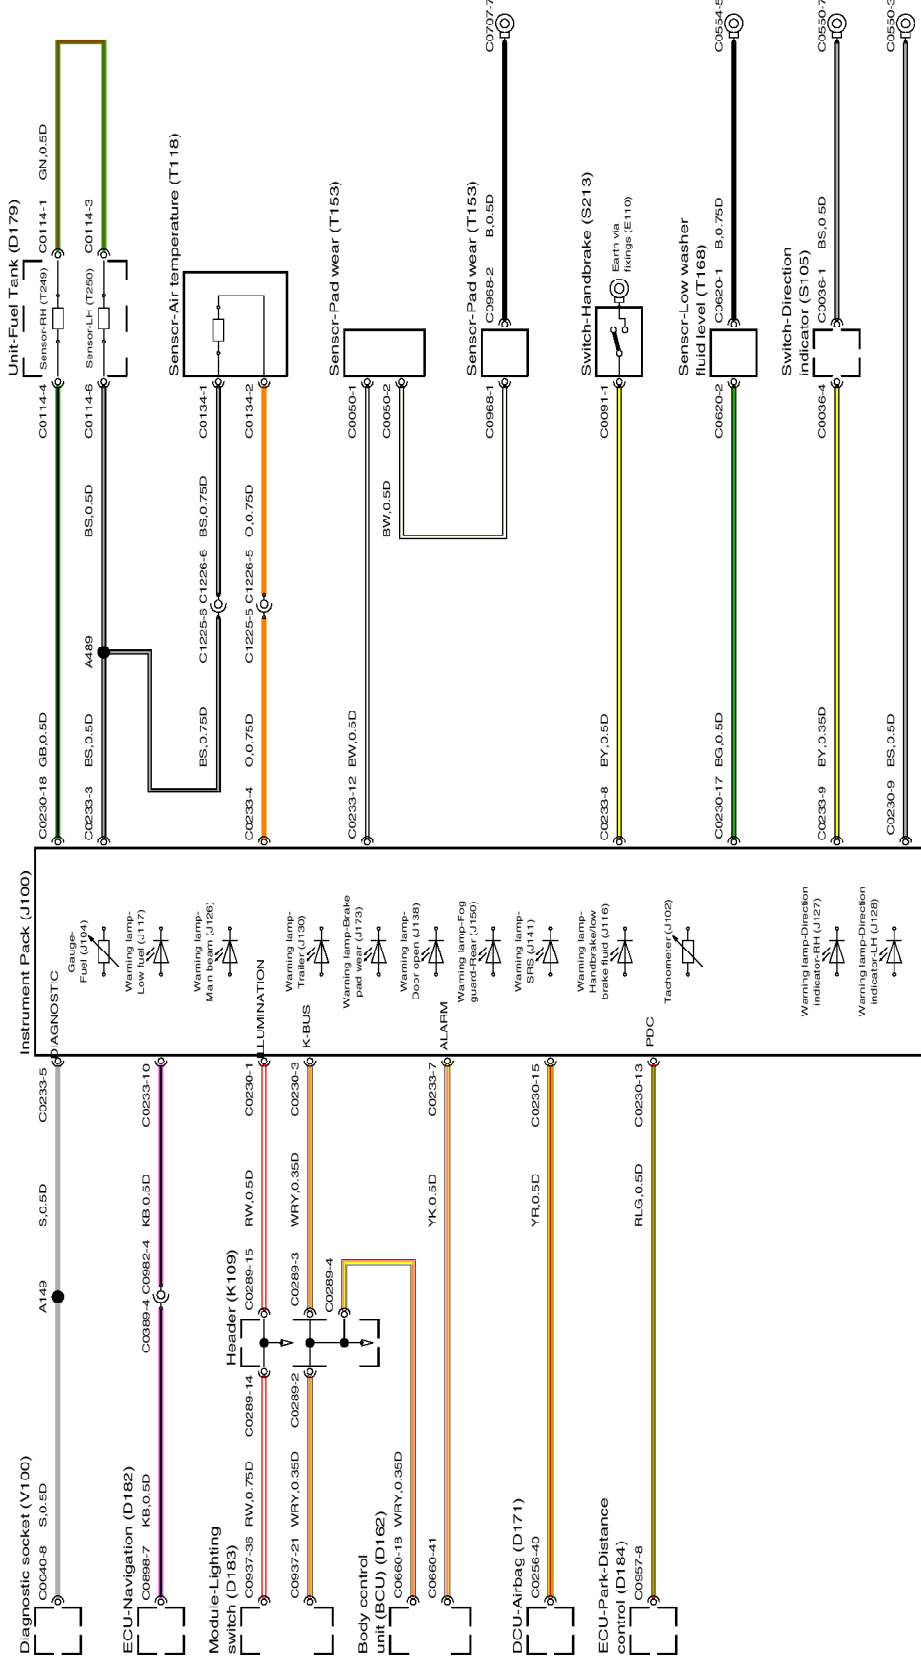 Diagnostic socket (V100)
Instrument Pack (J100)
Unit-Fuel Tank (D179)
C0040-8 S,0.5D
A149
S,0.5D
C0233-5
DIAGNOSTIC
C0230-18 GB,0.5D
C0114-4
Sensor-RH (T249)
C0114-1
GN,0.5D
Gauge-
Fuel (J104)
C0233-3
BS,0.5D
A489
BS,0.5D
C0114-6
Sensor-LH (T250)
C0114-3
ECU-Navigation (D182)
C0898-7
KB,0.5D
C0389-4
C0982-4
KB,0.5D
C0233-10
Warning lamp-
Low fuel (J117)
Warning lamp-
Main beam (J126)
BS,0.75D
C1225-6
C1226-6
BS,0.75D
C0134-1
Sensor-Air temperature (T118)
Module-Lighting
switch (D183)
C0937-38
RW,0.75D
C0289-14
Header (K109)
C0289-15
RW,0.5D
C0230-1
ILLUMINATION
C0233-4
O,0.75D
C1225-5
C1226-5
O,0.75D
C0134-2
C0937-21
WRY,0.35D
C0289-2
C0289-3
WRY,0.35D
C0230-3
K-BUS
Warning lamp-
Trailer (J130)
C0289-4
Warning lamp-Brake
pad wear (J173)
C0233-12
BW,0.5D
C0050-1
Sensor-Pad wear (T153)
BW,0.5D
C0050-2
Body control
unit (BCU) (D162)
WRY,0.35D
Warning lamp-
Door open (J138)
C0660-41
YK,0.5D
C0233-7
ALARM
Warning lamp-Fog
guard-Rear (J150)
C0968-1
Sensor-Pad wear (T153)
C0968-2
B,0.5D
DCU-Airbag (D171)
YR,0.5D
C0230-15
Warning lamp-
SRS (J141)
ECU-Park-Distance
control (D184)
C0957-8
RLG,0.5D
C0230-13
PDC
Warning lamp-
Handbrake/low
brake fluid (J116)
C0233-8
BY,0.5D
C0091-1
Switch-Handbrake (S213)
Earth via
fixings (E110)
Tachometer (J102)
C0230-17
BG,0.5D
C0620-2
Sensor-Low washer
fluid level (T168)
C0620-1
B,0.75D
Warning lamp-Direction
indicator-RH (J127)
C0233-9
BY,0.35D
C0036-4
Switch-Direction
indicator (S105)
C0036-1
BS,0.5D
Warning lamp-Direction
indicator-LH (J128)
C0230-9
BS,0.5D